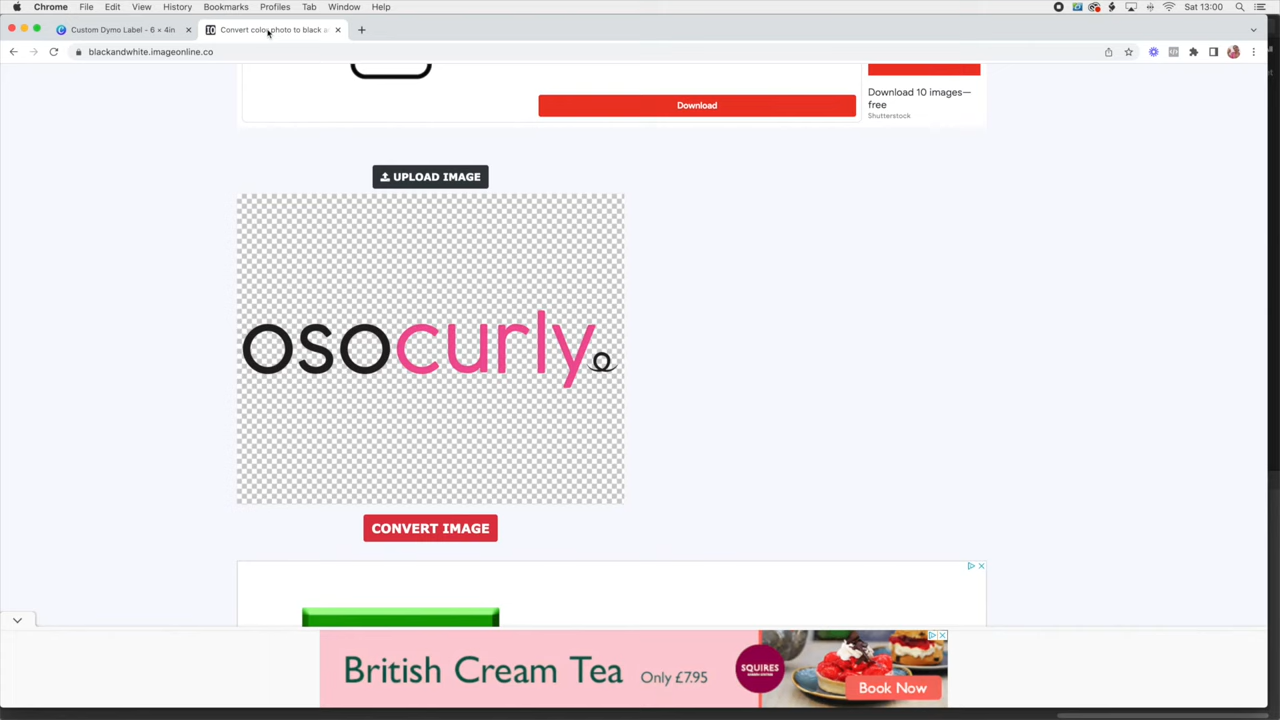 Chrome File Edit View History Bookmarks Profiles Tab Window Help Sat 13:00
Custom Dymo Label - 6 × 4in
Convert color photo to black a
blackandwhite.imageonline.co
Download
Download 10 images—
free
Shutterstock
UPLOAD IMAGE
osocurly
CONVERT IMAGE
British Cream Tea Only £7.95
SQUIRES
Book Now